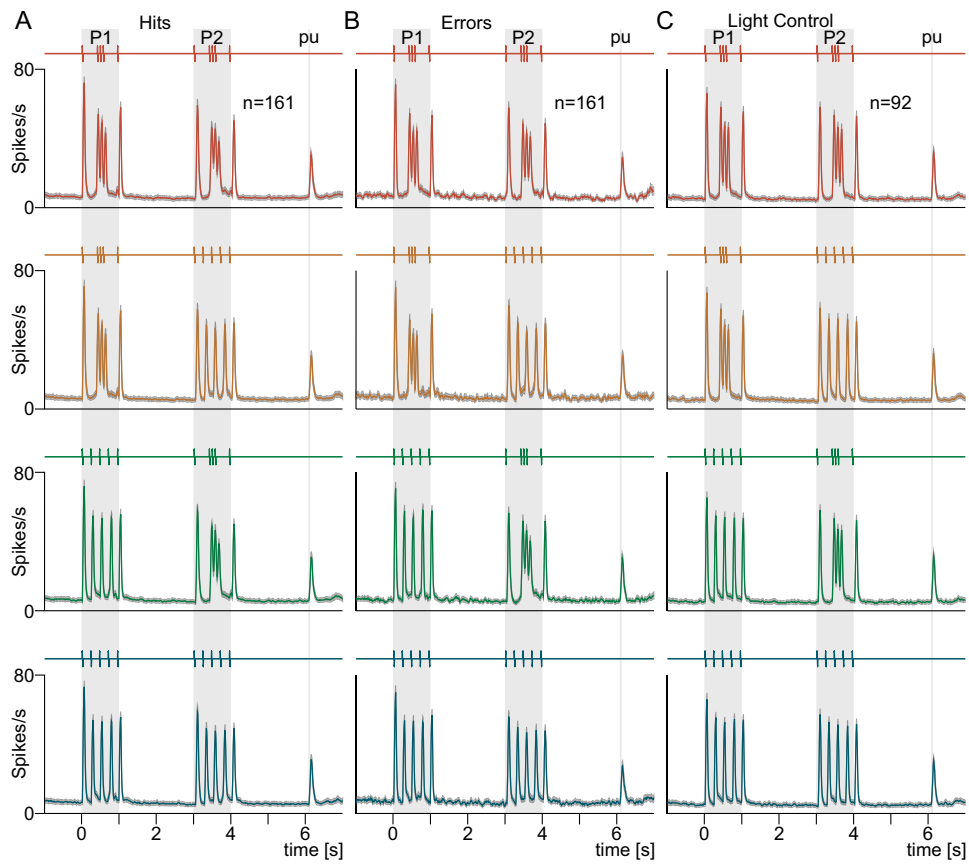 A Hits B Errors C Light Control
P1 P2 pu P1 P2 pu P1 P2 pu
80
n=161 n=161 n=92
Spikes/s
0
80
Spikes/s
0
80
Spikes/s
0
80
Spikes/s
0
0 2 4 6 0 2 4 6 0 2 4 6
time [s] time [s] time [s]